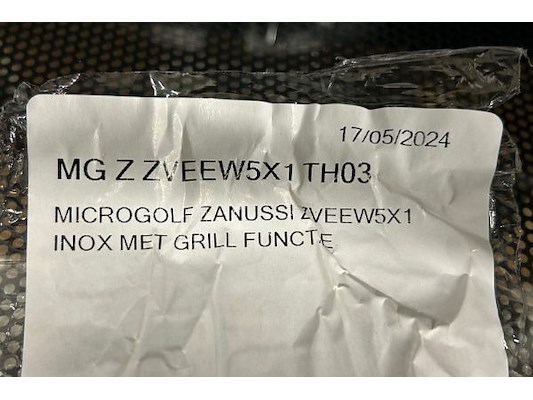 17/05/2024
MG Z ZVEEW5X1 TH03
MICROGOLF ZANUSSI ZVEEW5X1
INOX MET GRILL FUNCTE